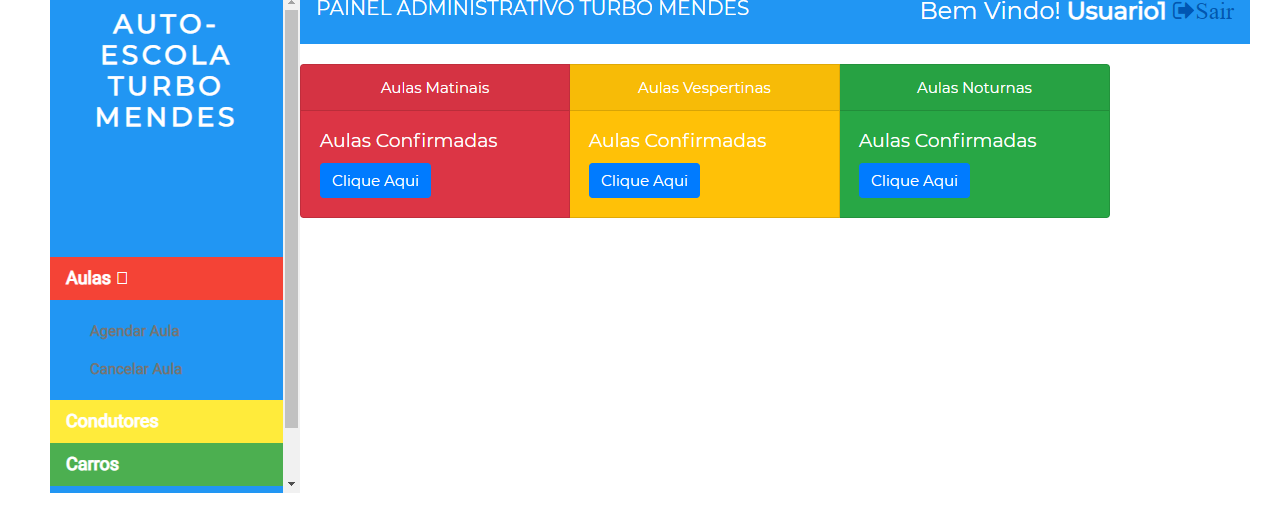 AUTO-
ESCOLA
TURBO
MENDES
Aulas
Agendar Aula
Cancelar Aula
Condutores
Carros
PAINEL ADMINISTRATIVO TURBO MENDES
Bem Vindo! Usuario1 Sair
Aulas Matinais
Aulas Confirmadas
Clique Aqui
Aulas Vespertinas
Aulas Confirmadas
Clique Aqui
Aulas Noturnas
Aulas Confirmadas
Clique Aqui